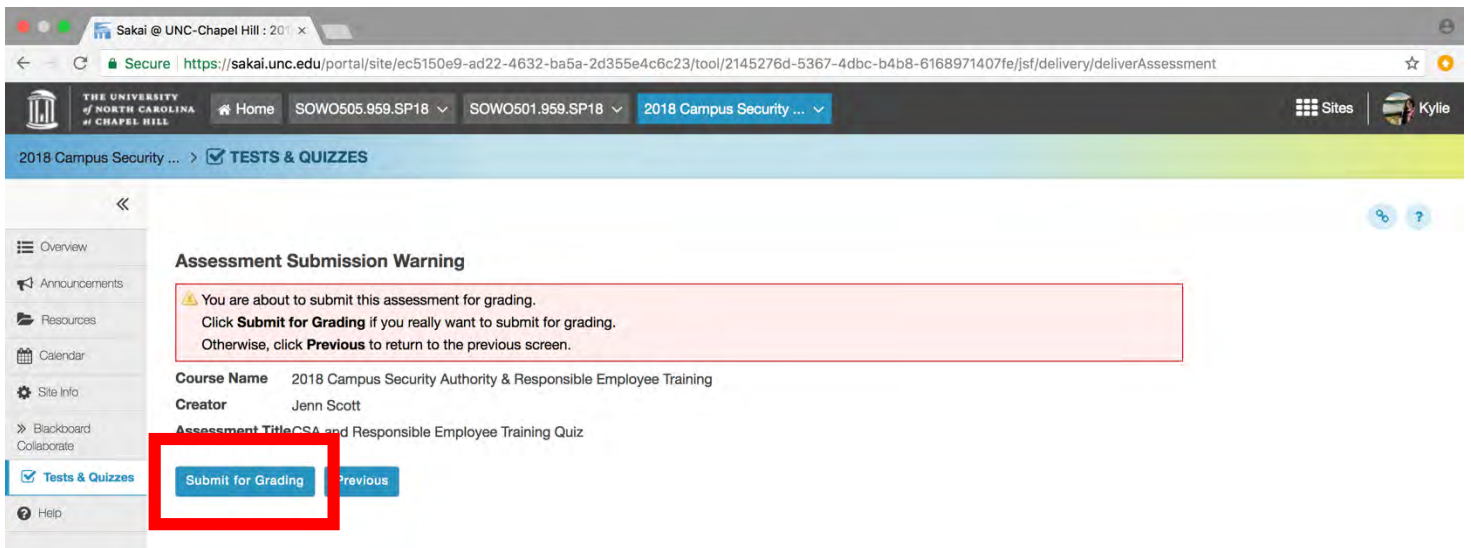 Sakai @ UNC-Chapel Hill : 201 ×
Secure https://sakai.unc.edu/portal/site/ec5150e9-ad22-4632-ba5a-2d355e4c6c23/tool/2145276d-5367-4dbc-b4b8-6168971407fe/jsf/delivery/deliverAssessment
THE UNIVERSITY
of NORTH CAROLINA
at CHAPEL HILL
Home SOWO505.959.SP18 SOWO501.959.SP18 2018 Campus Security ... Sites Kylie
2018 Campus Security ... > TESTS & QUIZZES
«
?
Overview
Announcements
Resources
Calendar
Site Info
» Blackboard
Collaborate
Tests & Quizzes
? Help
Assessment Submission Warning
You are about to submit this assessment for grading.
Click Submit for Grading if you really want to submit for grading.
Otherwise, click Previous to return to the previous screen.
Course Name 2018 Campus Security Authority & Responsible Employee Training
Creator Jenn Scott
Assessment Title CSA and Responsible Employee Training Quiz
Submit for Grading Previous